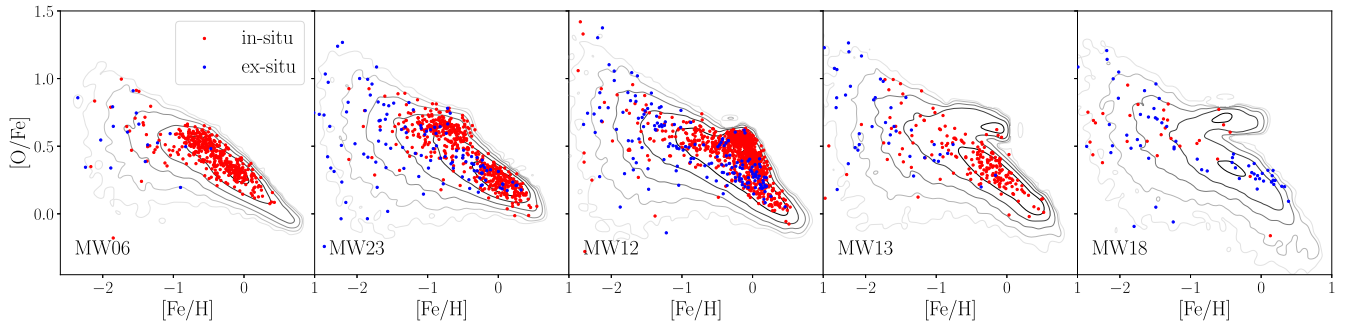 1.5
1.0
0.5
0.0
[O/Fe]
in-situ
ex-situ
MW06
MW23
MW12
MW13
MW18
−2 −1 0 1 −2 −1 0 1 −2 −1 0 1 −2 −1 0 1 −2 −1 0 1
[Fe/H] [Fe/H] [Fe/H] [Fe/H] [Fe/H]